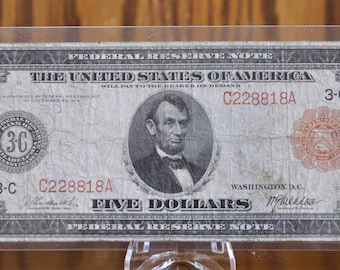 FEDERAL RESERVE NOTE
THE UNITED STATES OF AMERICA
WILL PAY TO THE BEARER ON DEMAND
C228818A
3-C
3-C
C228818A
WASHINGTON, D.C.
FIVE DOLLARS
FEDERAL RESERVE NOTE